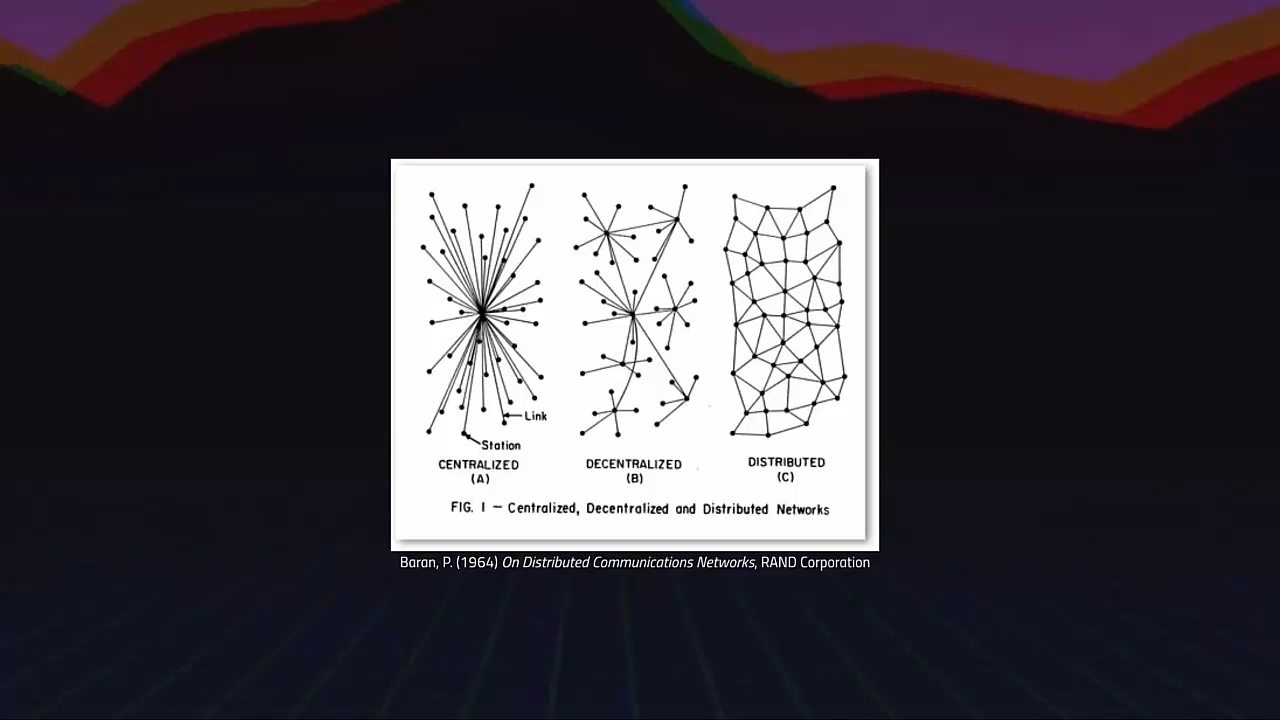 Link
Station
CENTRALIZED
(A)
DECENTRALIZED
(B)
DISTRIBUTED
(C)
FIG. 1 — Centralized, Decentralized and Distributed Networks
Baran, P. (1964) On Distributed Communications Networks, RAND Corporation